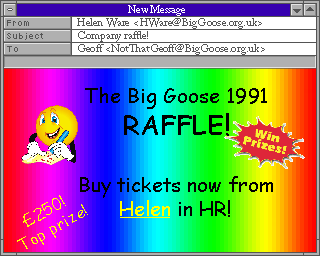 New Message
From Helen Ware <HWare@BigGoose.org.uk>
Subject Company raffle!
To Geoff <NotThatGeoff@BigGoose.org.uk>
The Big Goose 1991
RAFFLE!
Win
Prizes!
Buy tickets now from
Helen in HR!
£250!
Top prize!